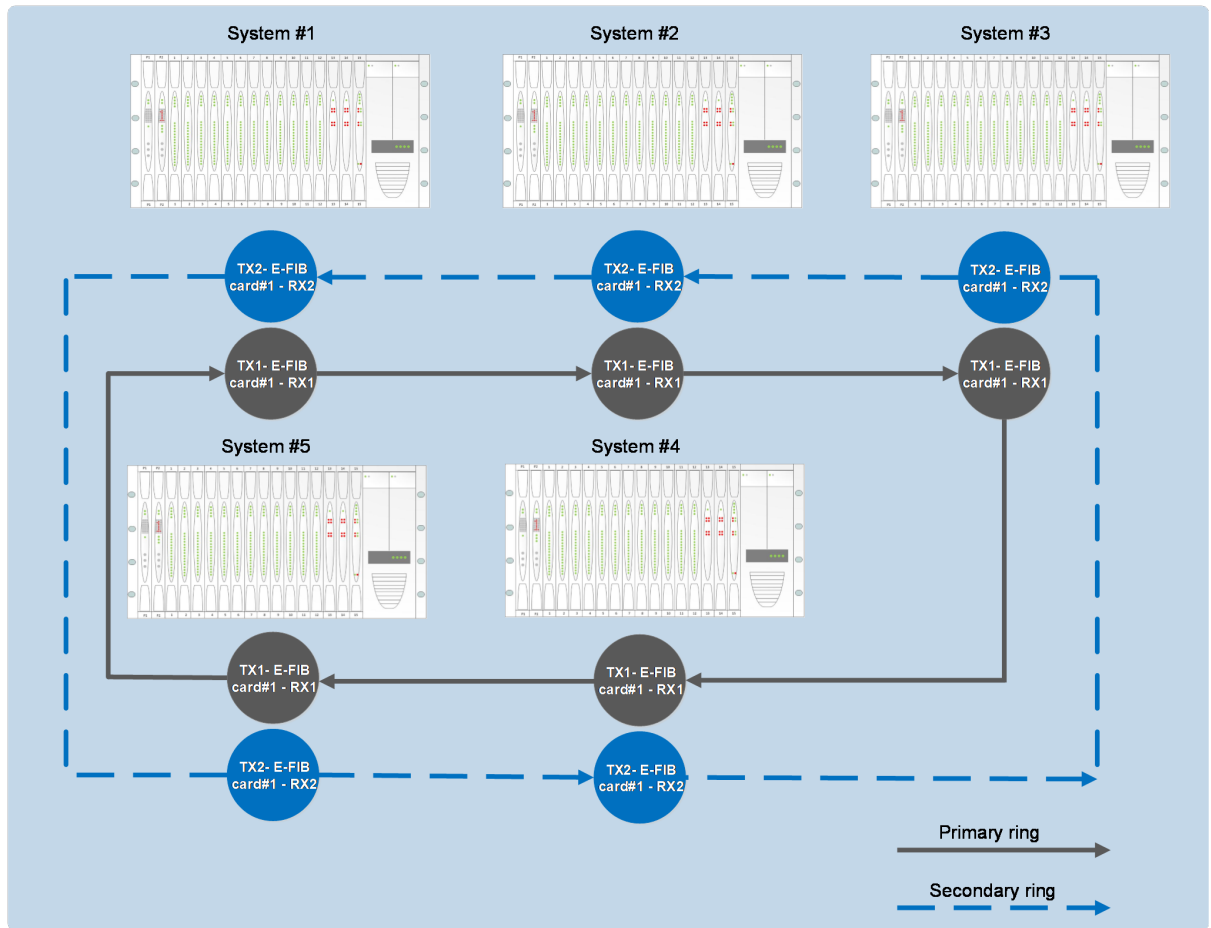 System #1
System #2
System #3
TX2- E-FIB
card#1 - RX2
TX2- E-FIB
card#1 - RX2
TX2- E-FIB
card#1 - RX2
TX1- E-FIB
card#1 - RX1
TX1- E-FIB
card#1 - RX1
TX1- E-FIB
card#1 - RX1
System #5
System #4
TX1- E-FIB
card#1 - RX1
TX1- E-FIB
card#1 - RX1
TX2- E-FIB
card#1 - RX2
TX2- E-FIB
card#1 - RX2
Primary ring
Secondary ring